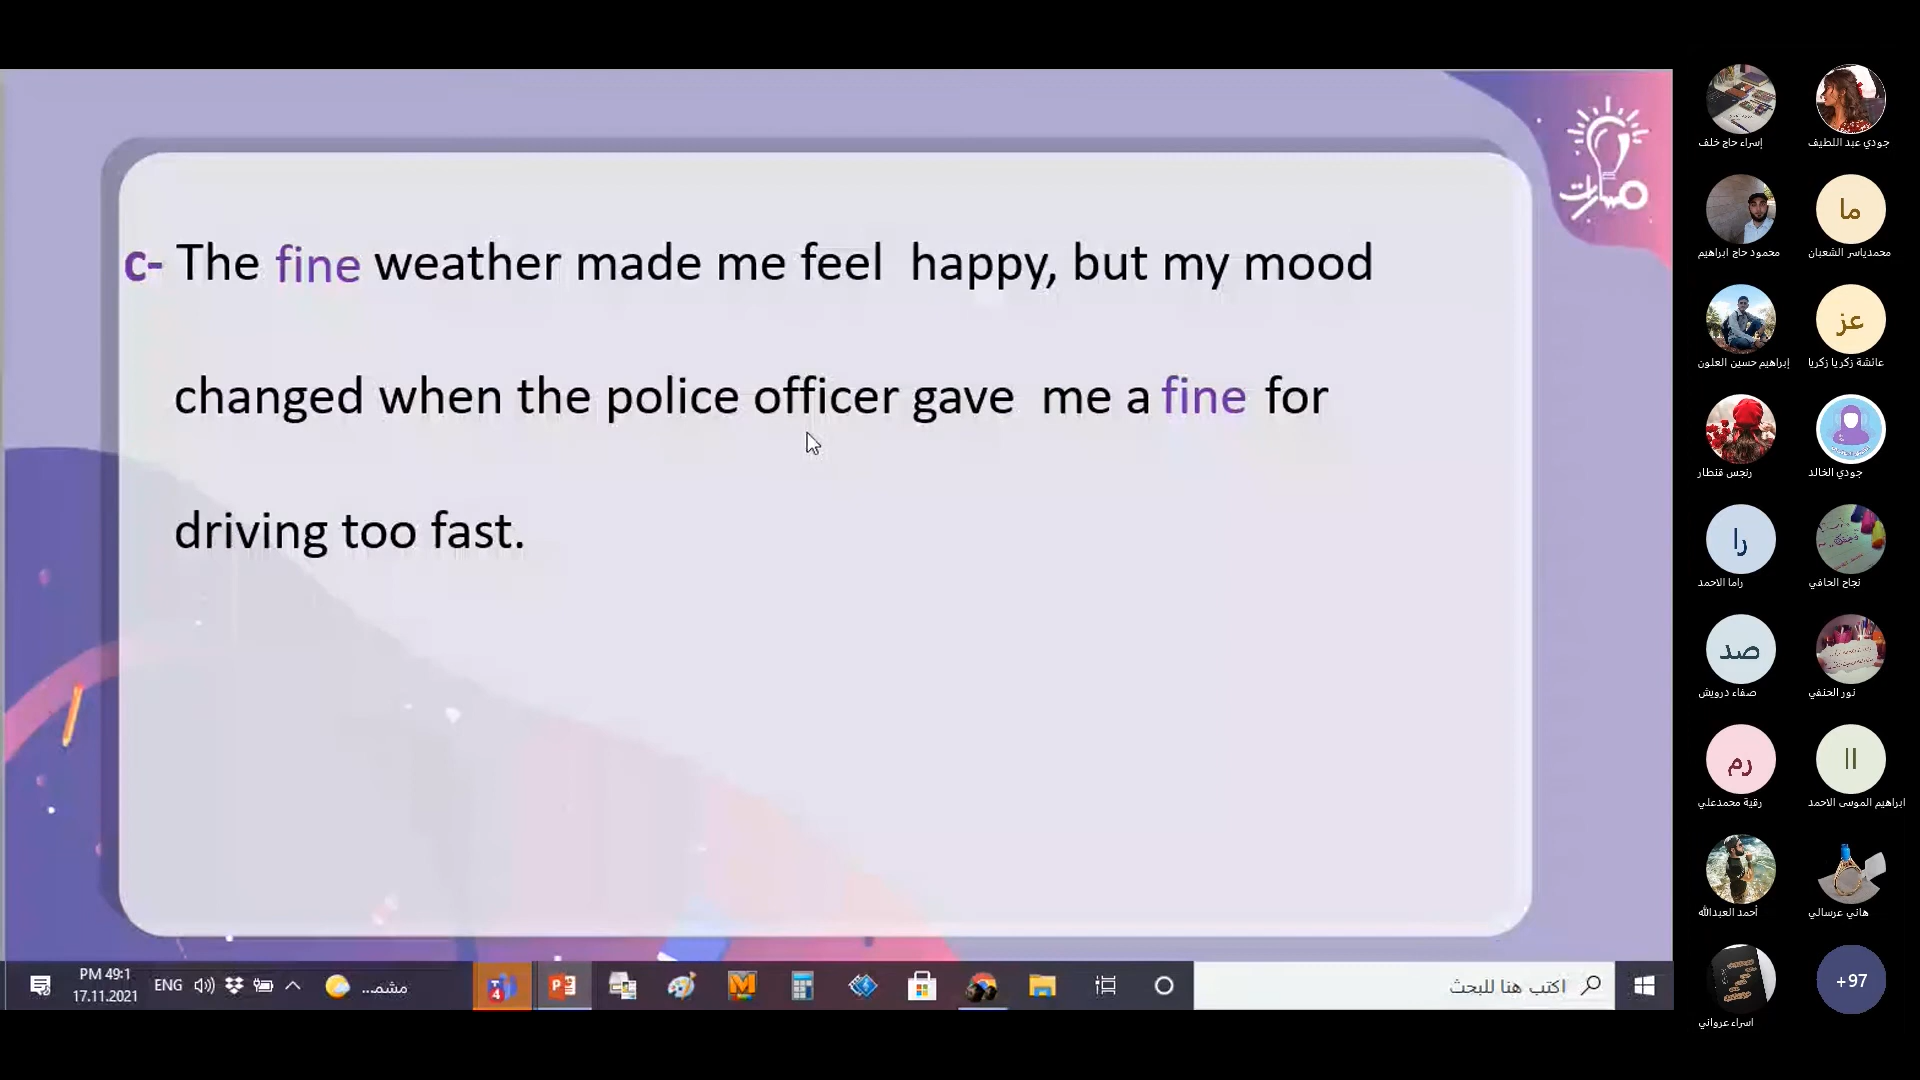 مسارات
c- The fine weather made me feel  happy, but my mood
changed when the police officer gave  me a fine for
driving too fast.
إسراء حاج خلف
جودي عبد اللطيف
محمود حاج ابراهيم
ما
محمدياسر الشعبان
إبراهيم حسين العلون
عز
عائشة زكريا زكريا
رنجس قنطار
جودي الخالد
را
راما الاحمد
نجاح الحافي
صد
صفاء درويش
نور الحنفي
رم
رقية محمدعلي
اا
ابراهيم الموسى الاحمد
أحمد العبدالله
هاني عرسالي
اسراء عرواني
+97
PM 49:1
17.11.2021
ENG
مشمـ...
4
اكتب هنا للبحث